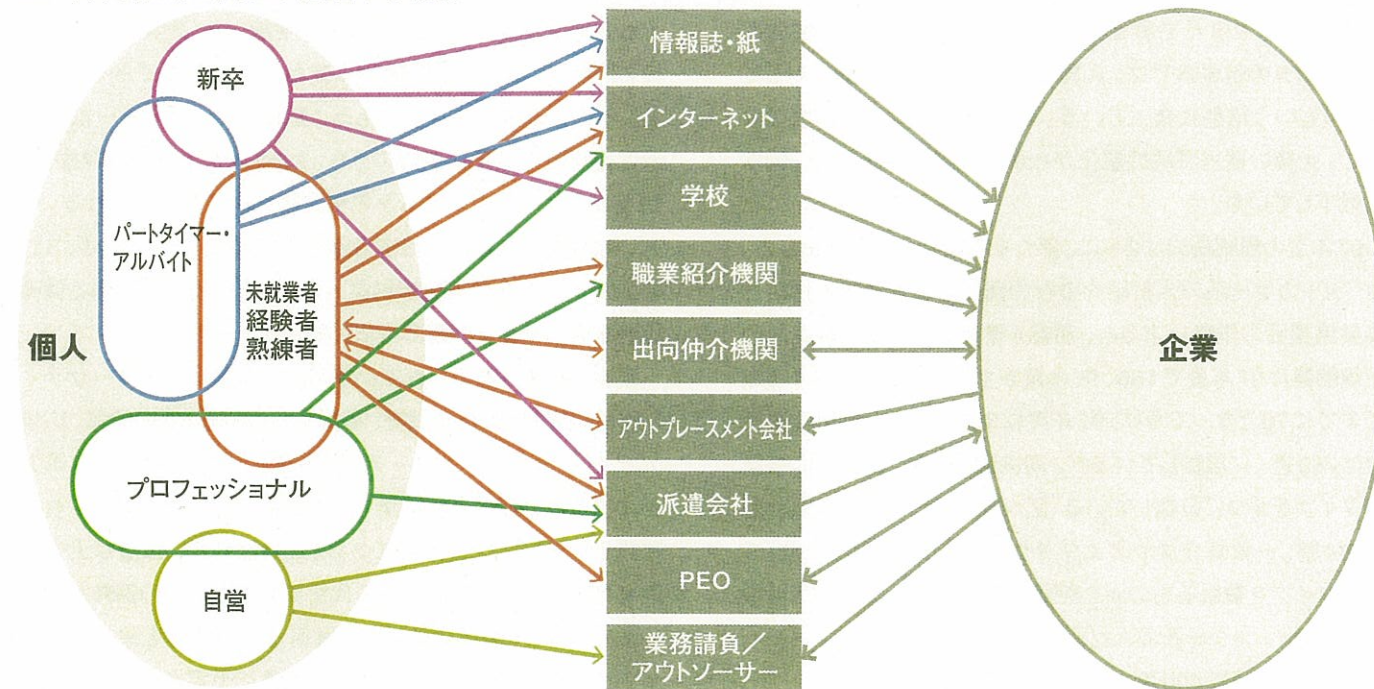 新卒
パートタイマー・
アルバイト
未就業者
経験者
熟練者
個人
プロフェッショナル
自営
情報誌・紙
インターネット
学校
職業紹介機関
出向仲介機関
アウトプレースメント会社
派遣会社
PEO
業務請負／
アウトソーサー
企業